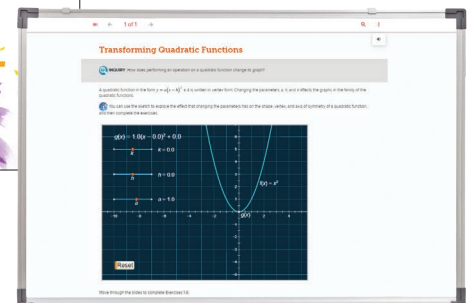 1 of 1
Transforming Quadratic Functions
INQUIRY How does performing an operation on a quadratic function change its graph?
A quadratic function in the form y = a(x − h)² + k is written in vertex form. Changing the parameters a, h, and k affects the graphs in the family of the
quadratic functions.
You can use the sketch to explore the effect that changing the parameters has on the shape, vertex, and axis of symmetry of a quadratic function,
and then complete the exercises.
g(x) = 1.0(x − 0.0)² + 0.0
k = 0.0
k
h = 0.0
h
a = 1.0
a
f(x) = x²
g(x)
Reset
Move through the slides to complete Exercises 1-6.